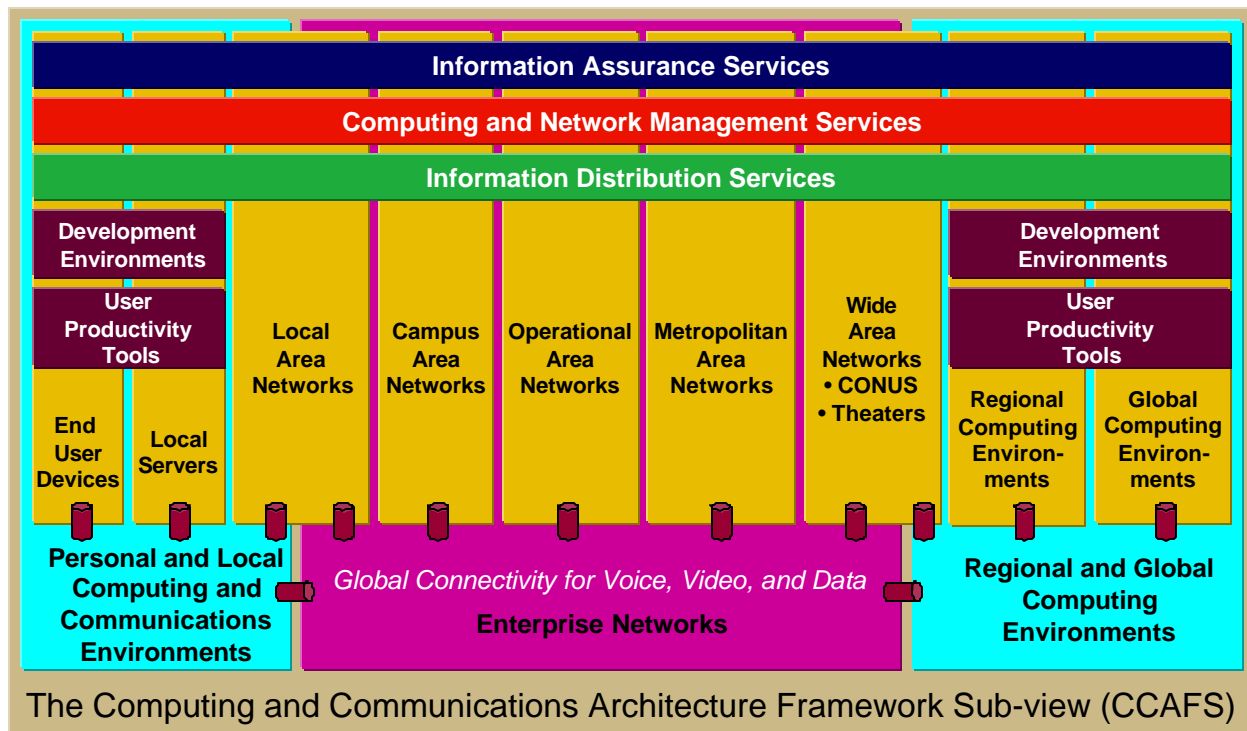 Information Assurance Services
Computing and Network Management Services
Information Distribution Services
Development
Environments
User
Productivity
Tools
End
User
Devices
Local
Servers
Local
Area
Networks
Campus
Area
Networks
Operational
Area
Networks
Metropolitan
Area
Networks
Wide
Area
Networks
• CONUS
• Theaters
Development
Environments
User
Productivity
Tools
Regional
Computing
Environ-
ments
Global
Computing
Environ-
ments
Personal and Local
Computing and
Communications
Environments
Global Connectivity for Voice, Video, and Data
Enterprise Networks
Regional and Global
Computing
Environments
The Computing and Communications Architecture Framework Sub-view (CCAFS)